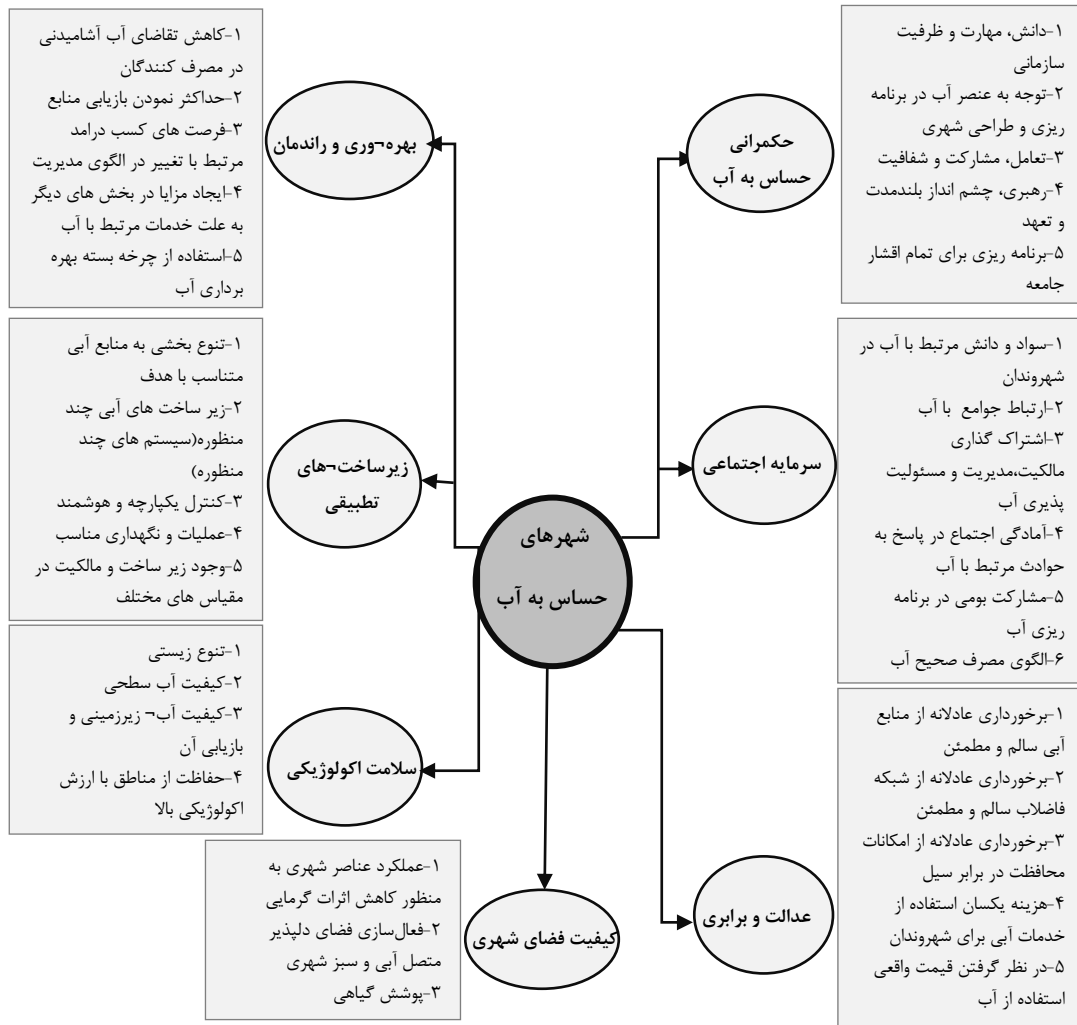 ۱-دانش، مهارت و ظرفیت
سازمانی
۲-توجه به عنصر آب در برنامه
ریزی و طراحی شهری
۳-تعامل، مشارکت و شفافیت
۴-رهبری، چشم انداز بلندمدت
و تعهد
۵-برنامه ریزی برای تمام اقشار
جامعه
حکمرانی
حساس به آب
۱-کاهش تقاضای آب آشامیدنی
در مصرف کنندگان
۲-حداکثر نمودن بازیابی منابع
۳-فرصت های کسب درامد
مرتبط با تغییر در الگوی مدیریت
۴-ایجاد مزایا در بخش های دیگر
به علت خدمات مرتبط با آب
۵-استفاده از چرخه بسته بهره
برداری آب
بهره¬وری و راندمان
۱-سواد و دانش مرتبط با آب در
شهروندان
۲-ارتباط جوامع با آب
۳-اشتراک گذاری
مالکیت،مدیریت و مسئولیت
پذیری آب
۴-آمادگی اجتماع در پاسخ به
حوادث مرتبط با آب
۵-مشارکت بومی در برنامه
ریزی آب
۶-الگوی مصرف صحیح آب
سرمایه اجتماعی
۱-تنوع بخشی به منابع آبی
متناسب با هدف
۲-زیر ساخت های آبی چند
منظوره(سیستم های چند
منظوره)
۳-کنترل یکپارچه و هوشمند
۴-عملیات و نگهداری مناسب
۵-وجود زیر ساخت و مالکیت در
مقیاس های مختلف
زیرساخت¬های
تطبیقی
شهرهای
حساس به آب
۱-برخورداری عادلانه از منابع
آبی سالم و مطمئن
۲-برخورداری عادلانه از شبکه
فاضلاب سالم و مطمئن
۳-برخورداری عادلانه از امکانات
محافظت در برابر سیل
۴-هزینه یکسان استفاده از
خدمات آبی برای شهروندان
۵-در نظر گرفتن قیمت واقعی
استفاده از آب
عدالت و برابری
۱-تنوع زیستی
۲-کیفیت آب سطحی
۳-کیفیت آب¬ زیرزمینی و
بازیابی آن
۴-حفاظت از مناطق با ارزش
اکولوژیکی بالا
سلامت اکولوژیکی
کیفیت فضای شهری
۱-عملکرد عناصر شهری به
منظور کاهش اثرات گرمایی
۲-فعال‌سازی فضای دلپذیر
متصل آبی و سبز شهری
۳-پوشش گیاهی